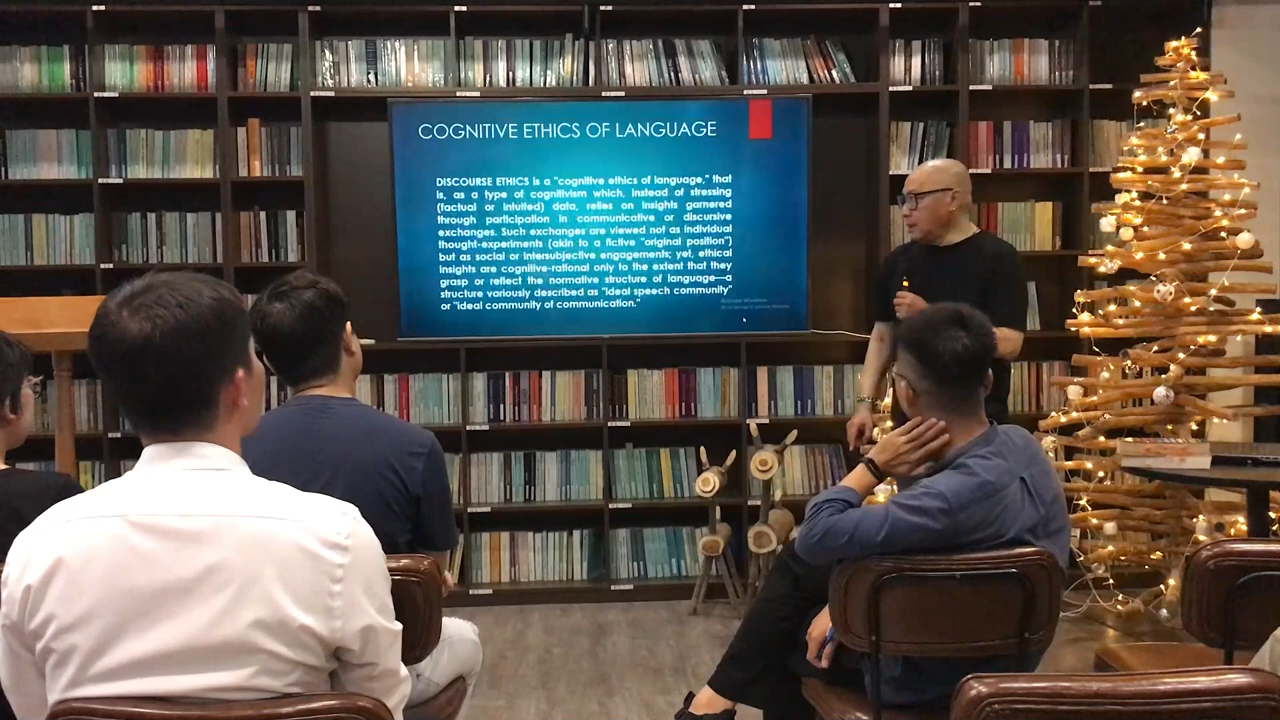 COGNITIVE ETHICS OF LANGUAGE
DISCOURSE ETHICS is a "cognitive ethics of language," that
is, as a type of cognitivism which, instead of stressing
(factual or intuited) data, relies on insights garnered
through participation in communicative or discursive
exchanges. Such exchanges are viewed not as individual
thought-experiments (akin to a fictive "original position")
but as social or intersubjective engagements; yet, ethical
insights are cognitive-rational only to the extent that they
grasp or reflect the normative structure of language—a
structure variously described as "ideal speech community"
or "ideal community of communication."
Activate Windows